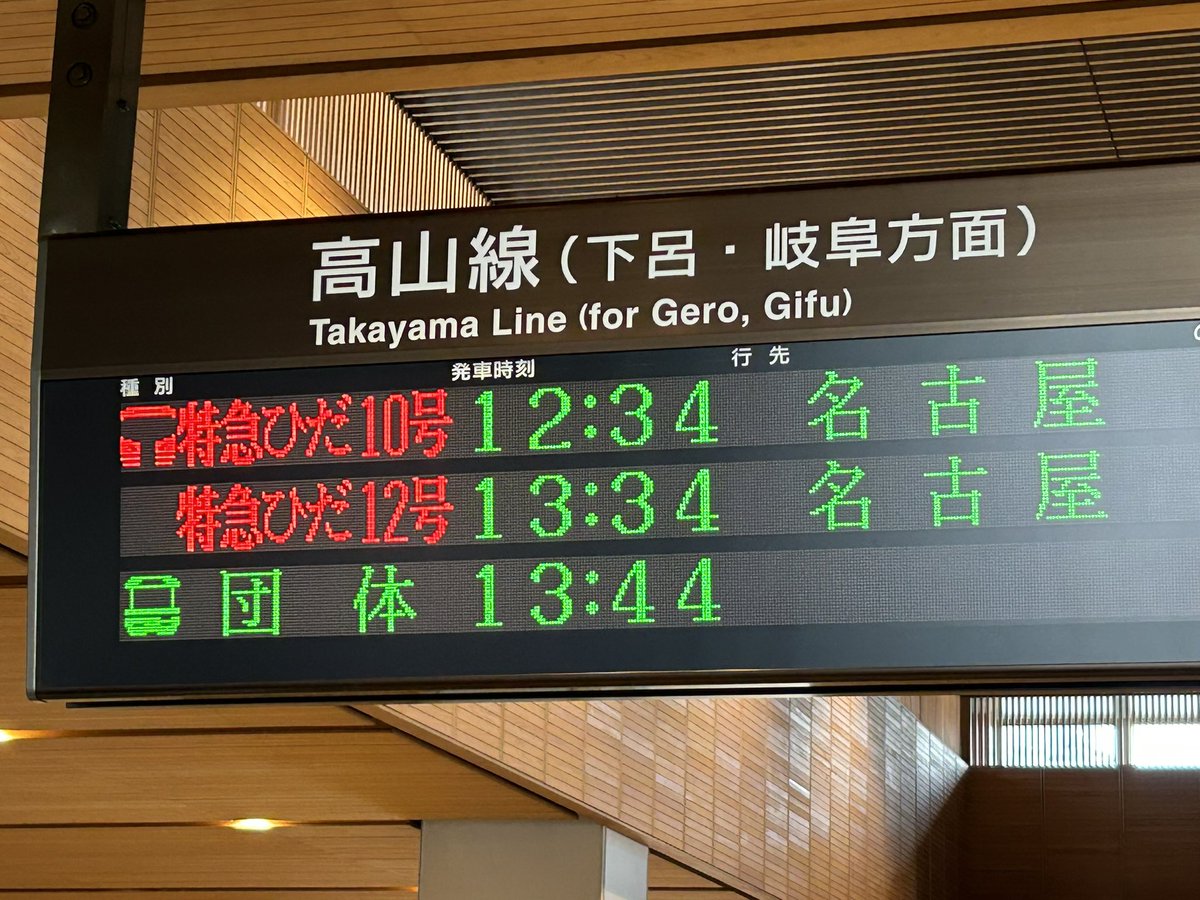 高山線（下呂・岐阜方面）
Takayama Line (for Gero, Gifu)
種別 発車時刻 行先
特急ひだ10号 12:34 名古屋
特急ひだ12号 13:34 名古屋
団体 13:44